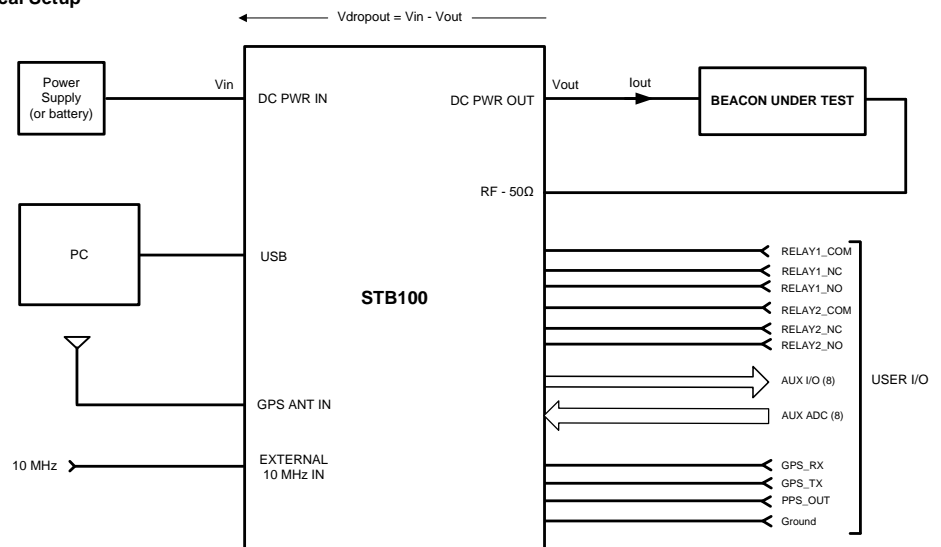 Setup
Vdropout = Vin - Vout
Power
Supply
(or battery)
Vin
DC PWR IN
DC PWR OUT
Vout
Iout
BEACON UNDER TEST
RF - 50Ω
PC
USB
STB100
RELAY1_COM
RELAY1_NC
RELAY1_NO
RELAY2_COM
RELAY2_NC
RELAY2_NO
AUX I/O (8)
AUX ADC (8)
USER I/O
GPS ANT IN
10 MHz
EXTERNAL
10 MHz IN
GPS_RX
GPS_TX
PPS_OUT
Ground